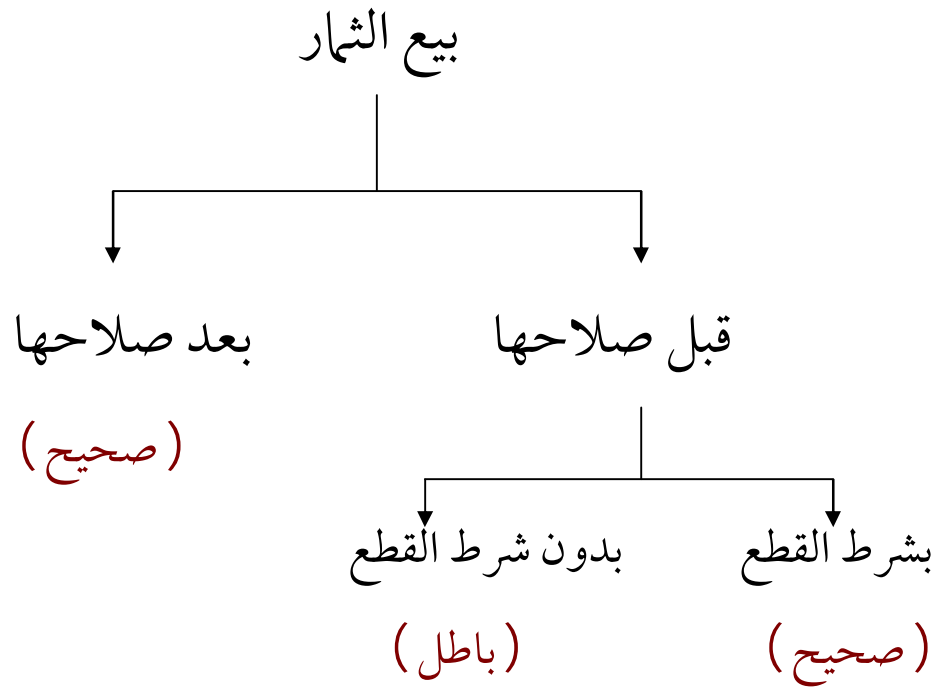 بيع الثمار
قبل صلاحها
بعد صلاحها
(صحيح)
بشرط القطع
بدون شرط القطع
(صحيح)
(باطل)